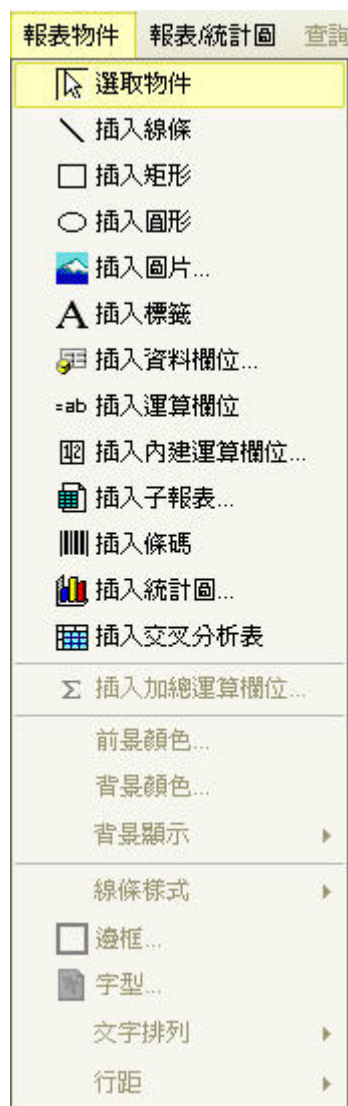 報表物件 報表/統計圖 查詢
選取物件
插入線條
插入矩形
插入圓形
插入圖片...
A 插入標籤
插入資料欄位...
=ab 插入運算欄位
12 插入內建運算欄位...
插入子報表...
插入條碼
插入統計圖...
插入交叉分析表
Σ 插入加總運算欄位...
前景顏色...
背景顏色...
背景顯示
線條樣式
邊框...
字型...
文字排列
行距